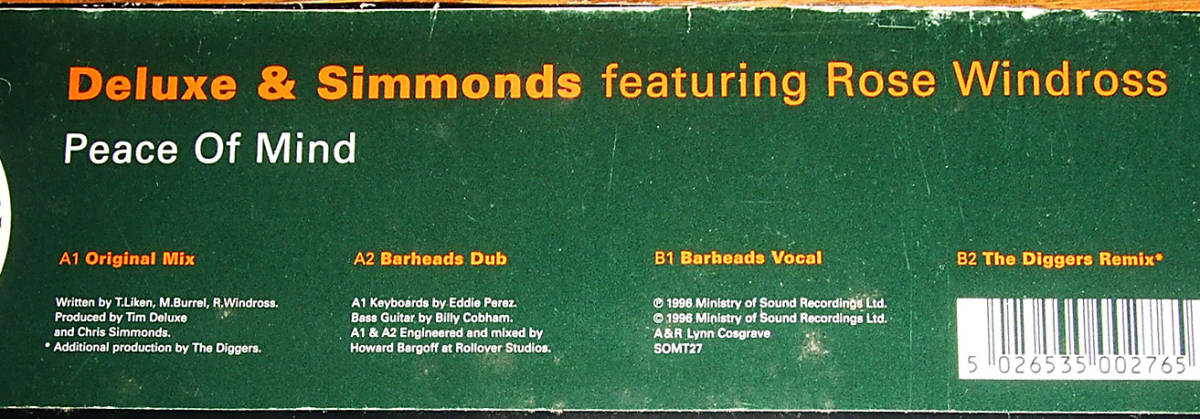 Deluxe & Simmonds featuring Rose Windross
Peace Of Mind
A1 Original Mix
Written by T.Liken, M.Burrel, R.Windross.
Produced by Tim Deluxe
and Chris Simmonds.
* Additional production by The Diggers.
A2 Barheads Dub
A1 Keyboards by Eddie Perez.
Bass Guitar by Billy Cobham.
A1 & A2 Engineered and mixed by
Howard Bargoff at Rollover Studios.
B1 Barheads Vocal
℗ 1996 Ministry of Sound Recordings Ltd.
© 1996 Ministry of Sound Recordings Ltd.
A&R Lynn Cosgrave
SOMT27
B2 The Diggers Remix*
5 026535 002765